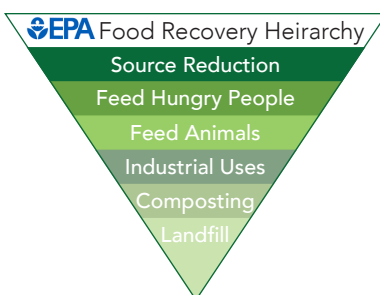 EPA Food Recovery Heirarchy
Source Reduction
Feed Hungry People
Feed Animals
Industrial Uses
Composting
Landfill